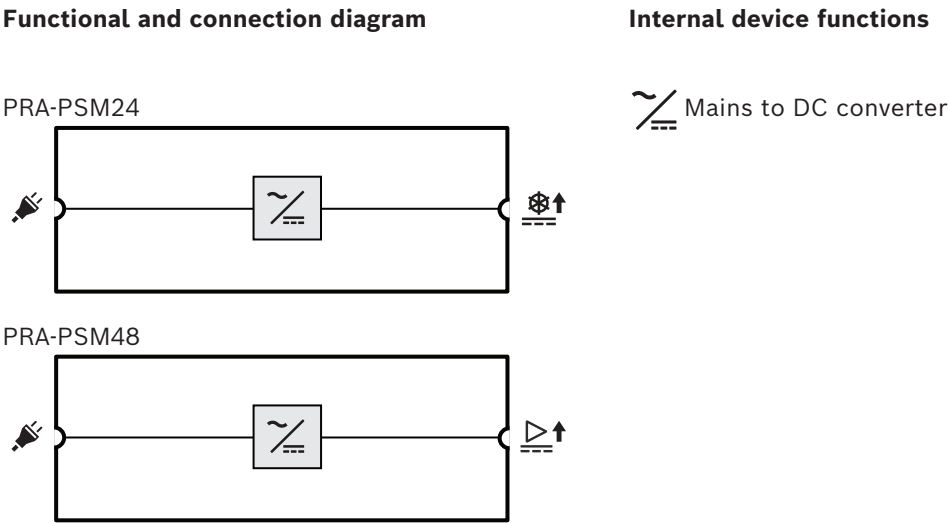 Functional and connection diagram
Internal device functions
PRA-PSM24
Mains to DC converter
PRA-PSM48